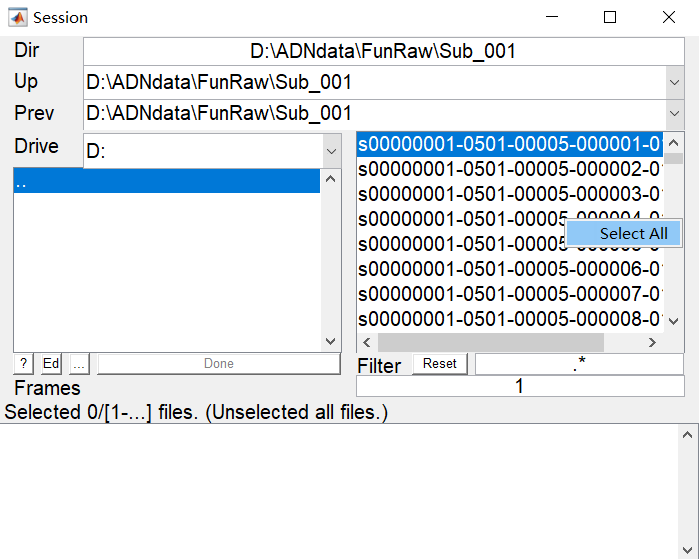 Session
Dir D:\ADNdata\FunRaw\Sub_001
Up D:\ADNdata\FunRaw\Sub_001
Prev D:\ADNdata\FunRaw\Sub_001
Drive D:
..
s00000001-0501-00005-000001-0
s00000001-0501-00005-000002-0
s00000001-0501-00005-000003-0
s00000001-0501-00005-000004-0
Select All
s00000001-0501-00005-
s00000001-0501-00005-000006-0
s00000001-0501-00005-000007-0
s00000001-0501-00005-000008-0
? Ed ... Done
Filter Reset .*
Frames 1
Selected 0/[1-...] files. (Unselected all files.)